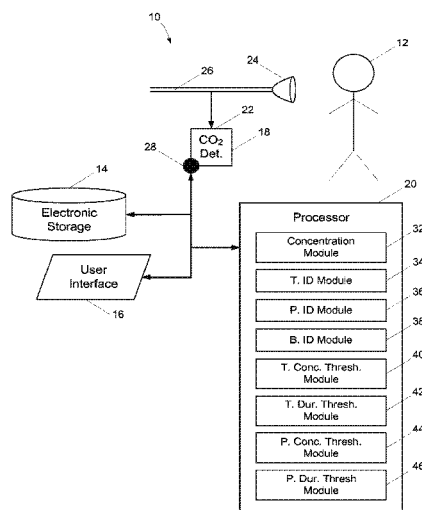 10
12
24
26
22
CO2
Det.
18
28
14
Electronic
Storage
User
Interface
16
20
Processor
Concentration
Module
32
T. ID Module
34
P. ID Module
36
B. ID Module
38
T. Conc. Thresh.
Module
40
T. Dur. Thresh.
Module
42
P. Conc. Thresh.
Module
44
P. Dur. Thresh
Module
46